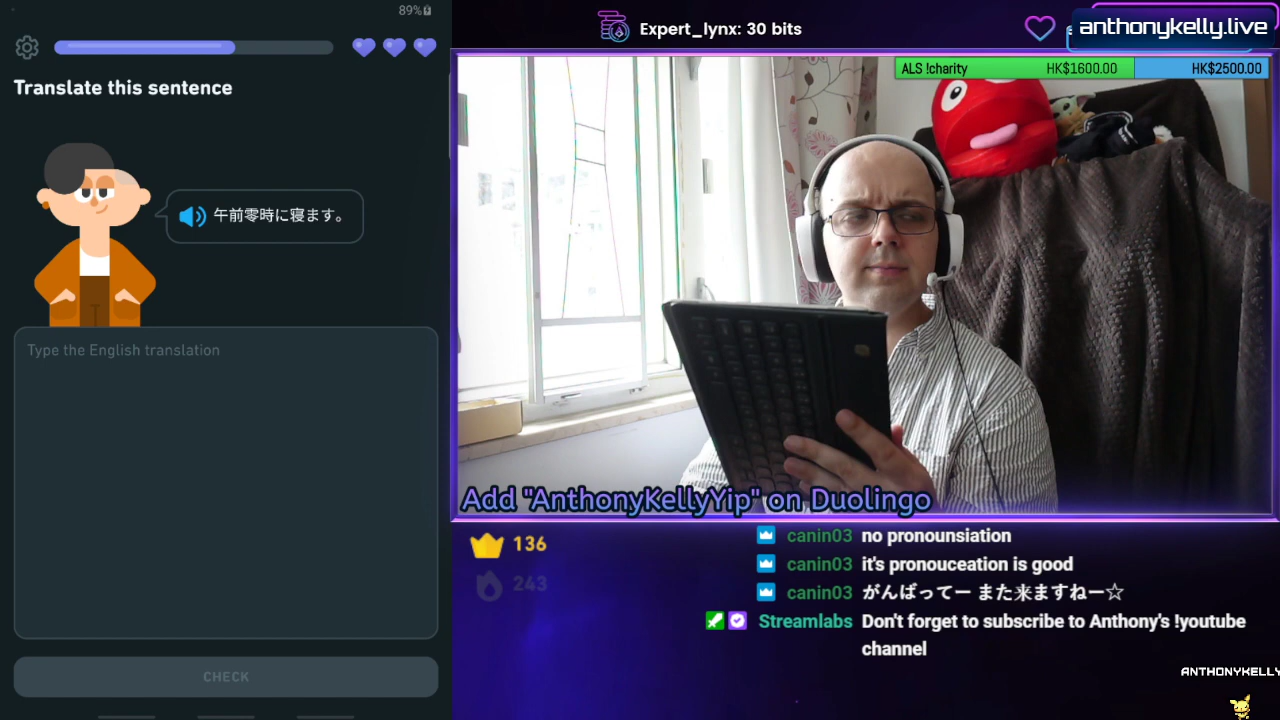 89%
Translate this sentence
午前零時に寝ます。
Type the English translation
CHECK
Expert_lynx: 30 bits
anthonykelly.live
ALS !charity HK$1600.00 HK$2500.00
Add "AnthonyKellyYip" on Duolingo
136
243
canin03 no pronounsiation
canin03 it's pronouceation is good
canin03 がんばってー また来ますねー☆
Streamlabs Don't forget to subscribe to Anthony's !youtube
channel
ANTHONYKELLY